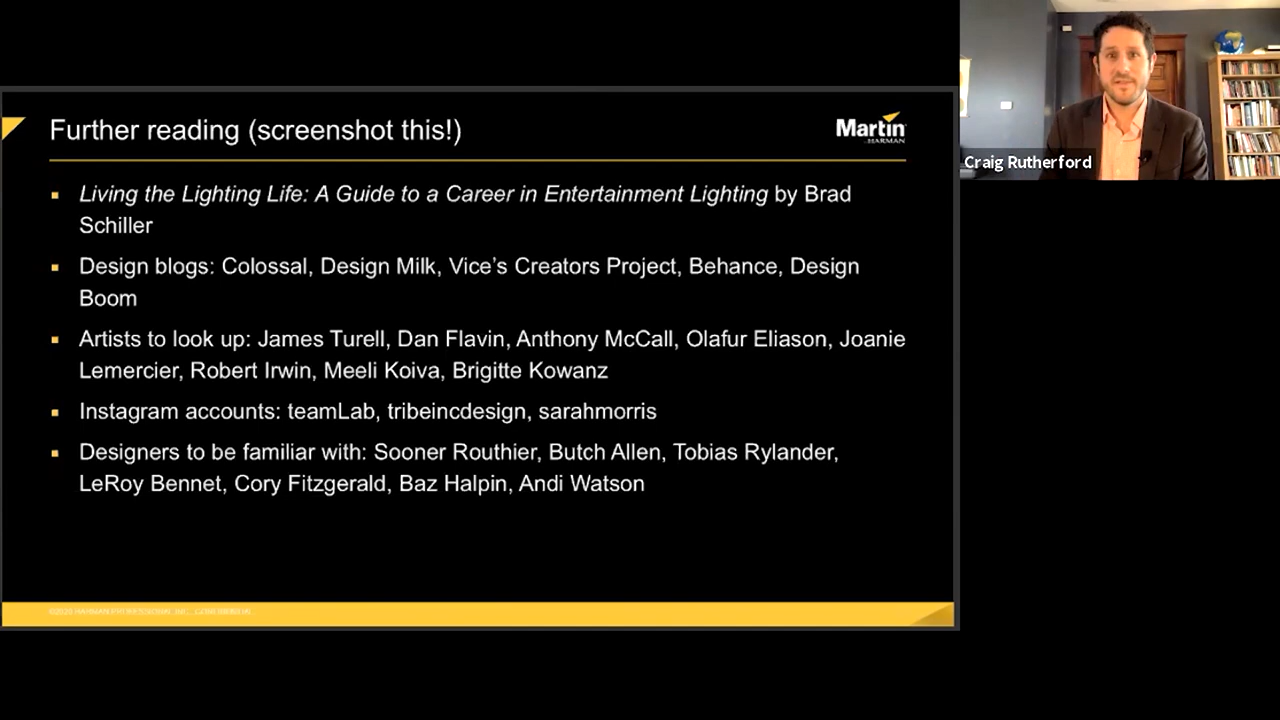 Further reading (screenshot this!)
Martin
by HARMAN
Living the Lighting Life: A Guide to a Career in Entertainment Lighting by Brad
Schiller
Design blogs: Colossal, Design Milk, Vice’s Creators Project, Behance, Design
Boom
Artists to look up: James Turell, Dan Flavin, Anthony McCall, Olafur Eliason, Joanie
Lemercier, Robert Irwin, Meeli Koiva, Brigitte Kowanz
Instagram accounts: teamLab, tribeincdesign, sarahmorris
Designers to be familiar with: Sooner Routhier, Butch Allen, Tobias Rylander,
LeRoy Bennet, Cory Fitzgerald, Baz Halpin, Andi Watson
Craig Rutherford